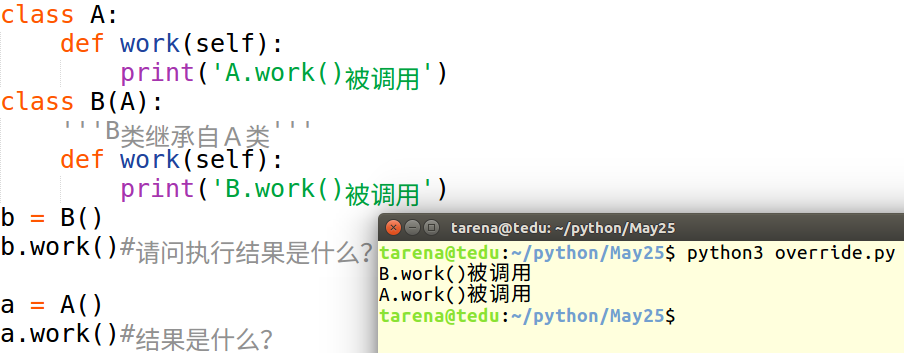 class A:
    def work(self):
        print('A.work()被调用')
class B(A):
    '''B类继承自A类'''
    def work(self):
        print('B.work()被调用')
b = B()
b.work()#请问执行结果是什么?
a = A()
a.work()#结果是什么?
tarena@tedu: ~/python/May25
tarena@tedu:~/python/May25$ python3 override.py
B.work()被调用
A.work()被调用
tarena@tedu:~/python/May25$